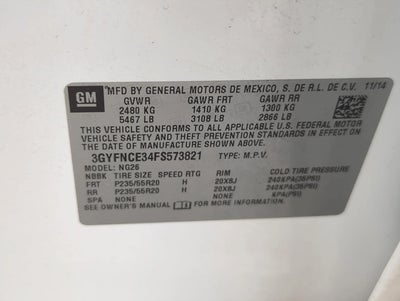 GM
MFD BY GENERAL MOTORS DE MEXICO, S. DE R.L. DE C.V. 11/14
GVWR GAWR FRT GAWR RR
2480 KG 1410 KG 1300 KG
5467 LB 3108 LB 2866 LB
THIS VEHICLE CONFORMS TO ALL APPLICABLE U.S. FEDERAL MOTOR
VEHICLE SAFETY AND THEFT PREVENTION STANDARDS
IN EFFECT ON THE DATE OF MANUFACTURE SHOWN ABOVE.
3GYFNCE34FS573821 TYPE: M.P.V.
MODEL: NG26 COLD TIRE PRESSURE
NBBK TIRE SIZE SPEED RTG RIM
FRT P235/55R20 H 20X8J 240KPA(35PSI)
RR P235/55R20 H 20X8J 240KPA(35PSI)
SPA NONE NONE KPA(PSI)
SEE OWNER'S MANUAL FOR MORE INFORMATION.